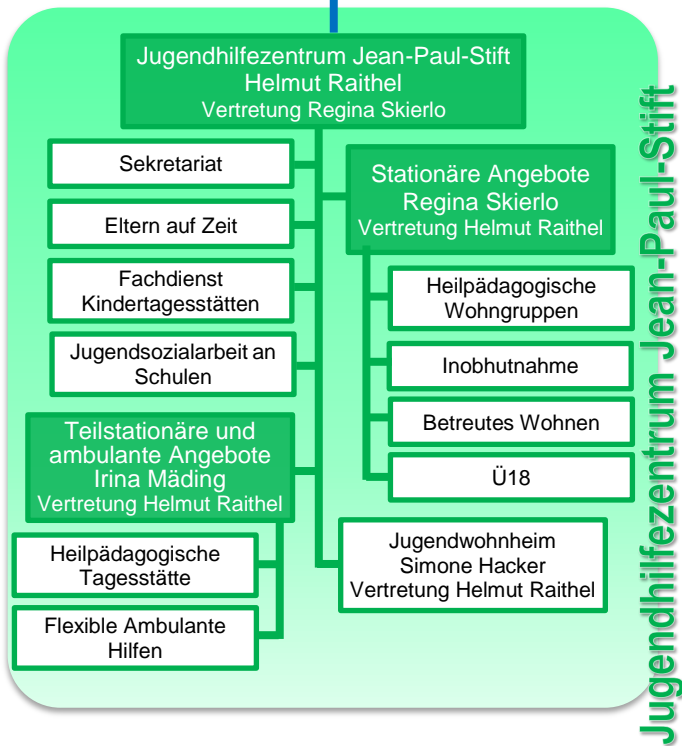 Jugendhilfezentrum Jean-Paul-Stift
Helmut Raithel
Vertretung Regina Skierlo
Sekretariat
Eltern auf Zeit
Fachdienst
Kindertagesstätten
Jugendsozialarbeit an
Schulen
Teilstationäre und
ambulante Angebote
Irina Mäding
Vertretung Helmut Raithel
Heilpädagogische
Tagesstätte
Flexible Ambulante
Hilfen
Stationäre Angebote
Regina Skierlo
Vertretung Helmut Raithel
Heilpädagogische
Wohngruppen
Inobhutnahme
Betreutes Wohnen
Ü18
Jugendwohnheim
Simone Hacker
Vertretung Helmut Raithel
Jugendhilfezentrum Jean-Paul-Stift